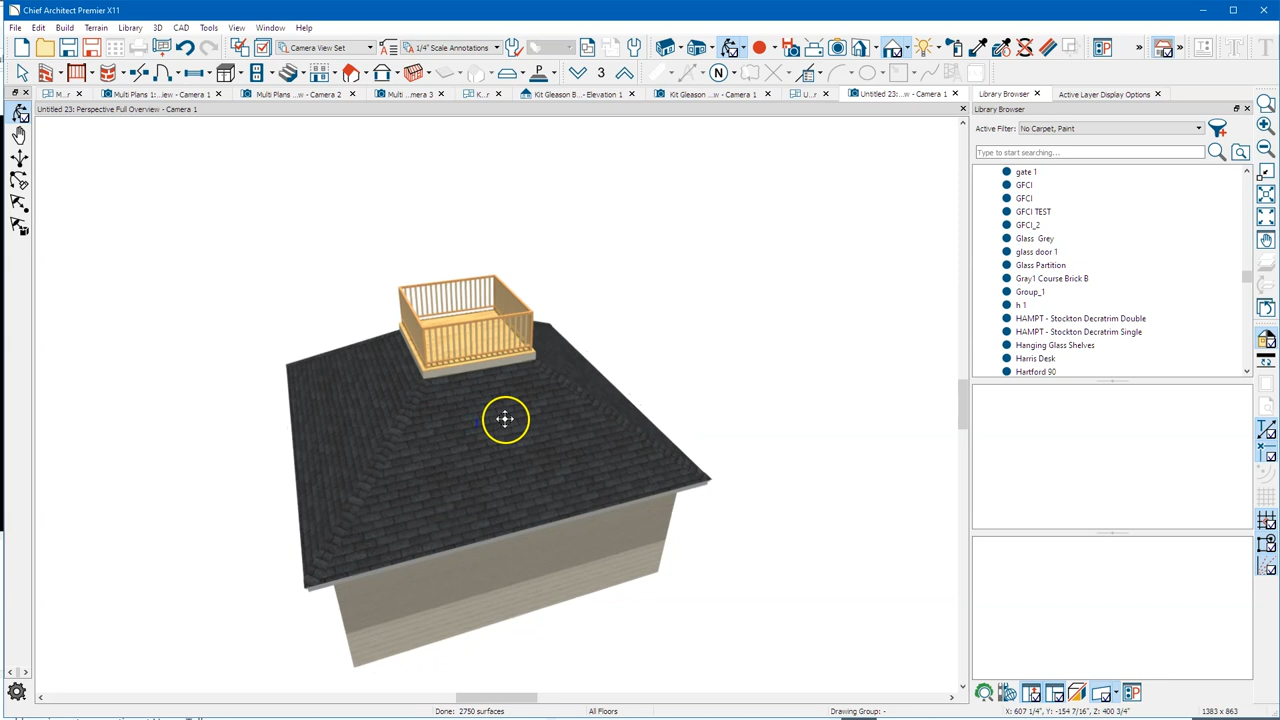 Chief Architect Premier X11
File Edit Build Terrain Library 3D CAD Tools View Window Help
Camera View Set
1/4" Scale Annotations
3
N
P
M...r
Multi Plans 1:...w - Camera 1
Multi Plans ...w - Camera 2
Multi ...mera 3
K...r
Kit Gleason B...- Elevation 1
Kit Gleason ...w - Camera 1
U...r
Untitled 23:...w - Camera 1
Library Browser
Active Layer Display Options
Untitled 23: Perspective Full Overview - Camera 1
Library Browser
Active Filter: No Carpet, Paint
Type to start searching...
gate 1
GFCI
GFCI
GFCI TEST
GFCI_2
Glass Grey
glass door 1
Glass Partition
Gray1 Course Brick B
Group_1
h 1
HAMPT - Stockton Decatrim Double
HAMPT - Stockton Decatrim Single
Hanging Glass Shelves
Harris Desk
Hartford 90
Done: 2750 surfaces
All Floors
Drawing Group: -
X: 607 1/4", Y: -154 7/16", Z: 400 3/4"
1383 x 863